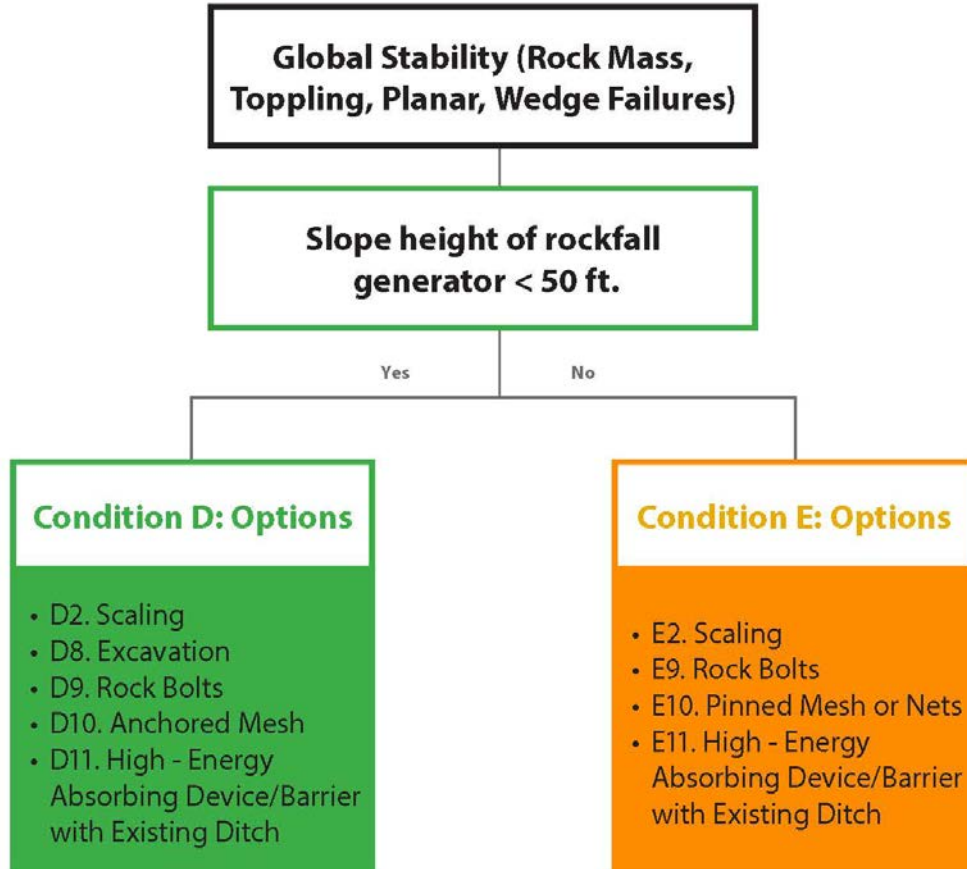 Global Stability (Rock Mass,
Toppling, Planar, Wedge Failures)
Slope height of rockfall
generator < 50 ft.
Yes
No
Condition D: Options
• D2. Scaling
• D8. Excavation
• D9. Rock Bolts
• D10. Anchored Mesh
• D11. High - Energy
Absorbing Device/Barrier
with Existing Ditch
Condition E: Options
• E2. Scaling
• E9. Rock Bolts
• E10. Pinned Mesh or Nets
• E11. High - Energy
Absorbing Device/Barrier
with Existing Ditch